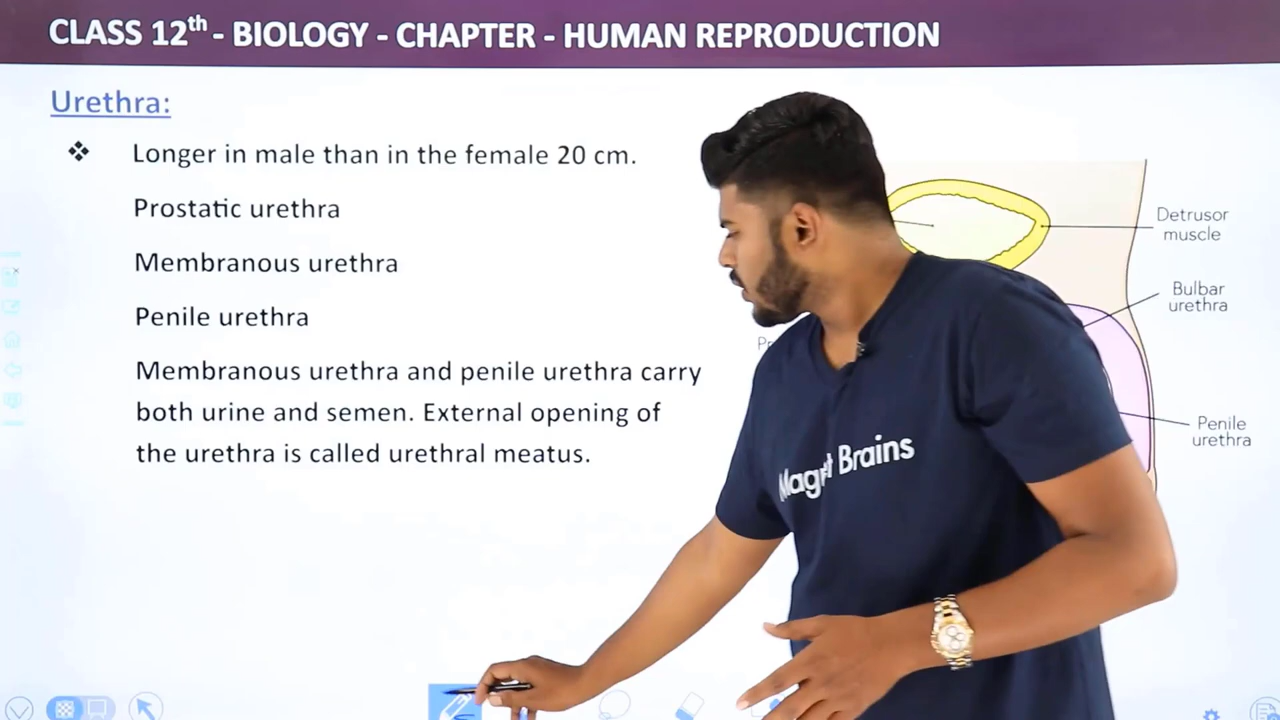 CLASS 12th - BIOLOGY - CHAPTER - HUMAN REPRODUCTION
Urethra:
❖ Longer in male than in the female 20 cm.
Prostatic urethra
Membranous urethra
Penile urethra
Membranous urethra and penile urethra carry
both urine and semen. External opening of
the urethra is called urethral meatus.
Detrusor
muscle
Bulbar
urethra
Penile
urethra
Brains